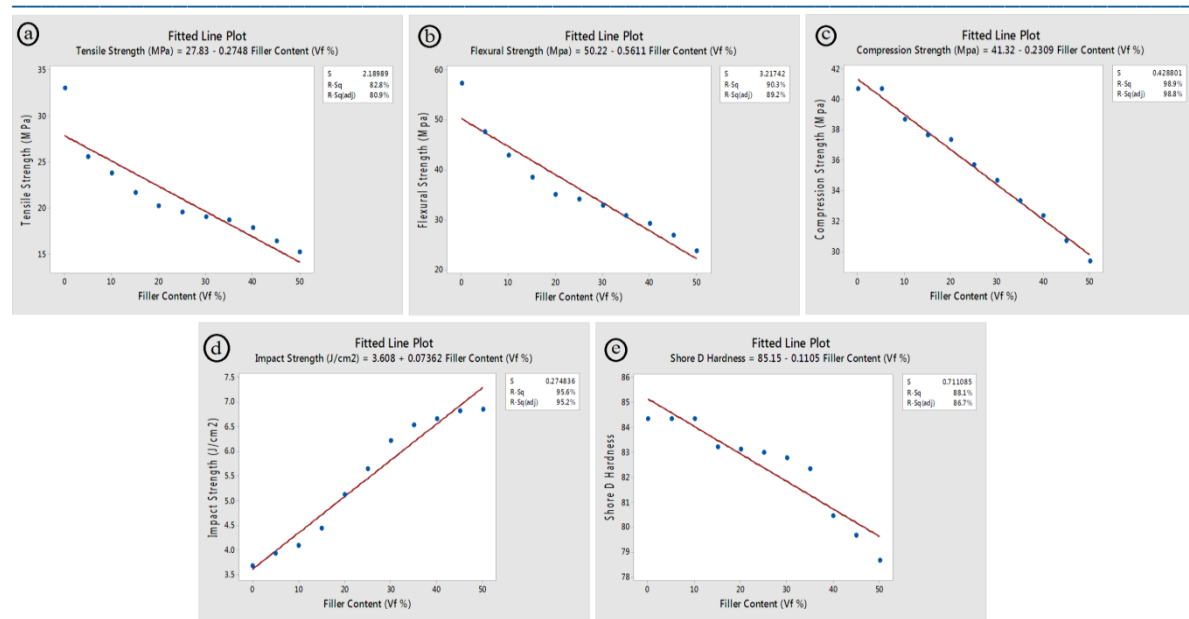 a
Fitted Line Plot
Tensile Strength (MPa) = 27.83 - 0.2748 Filler Content (Vf %)
S 2.18989
R-Sq 82.8%
R-Sq(adj) 80.9%
35
30
25
20
15
Tensile Strength (MPa)
0 10 20 30 40 50
Filler Content (Vf %)
b
Fitted Line Plot
Flexural Strength (Mpa) = 50.22 - 0.5611 Filler Content (Vf %)
S 3.21742
R-Sq 90.3%
R-Sq(adj) 89.2%
60
50
40
30
20
Flexural Strength (Mpa)
0 10 20 30 40 50
Filler Content (Vf %)
c
Fitted Line Plot
Compression Strength (Mpa) = 41.32 - 0.2309 Filler Content (Vf %)
S 0.428801
R-Sq 98.9%
R-Sq(adj) 98.8%
42
40
38
36
34
32
30
Compression Strength (Mpa)
0 10 20 30 40 50
Filler Content (Vf %)
d
Fitted Line Plot
Impact Strength (J/cm2) = 3.608 + 0.07362 Filler Content (Vf %)
S 0.274836
R-Sq 95.6%
R-Sq(adj) 95.2%
7.5
7.0
6.5
6.0
5.5
5.0
4.5
4.0
3.5
Impact Strength (J/cm2)
0 10 20 30 40 50
Filler Content (Vf %)
e
Fitted Line Plot
Shore D Hardness = 85.15 - 0.1105 Filler Content (Vf %)
S 0.711085
R-Sq 88.1%
R-Sq(adj) 86.7%
86
85
84
83
82
81
80
79
78
Shore D Hardness
0 10 20 30 40 50
Filler Content (Vf %)